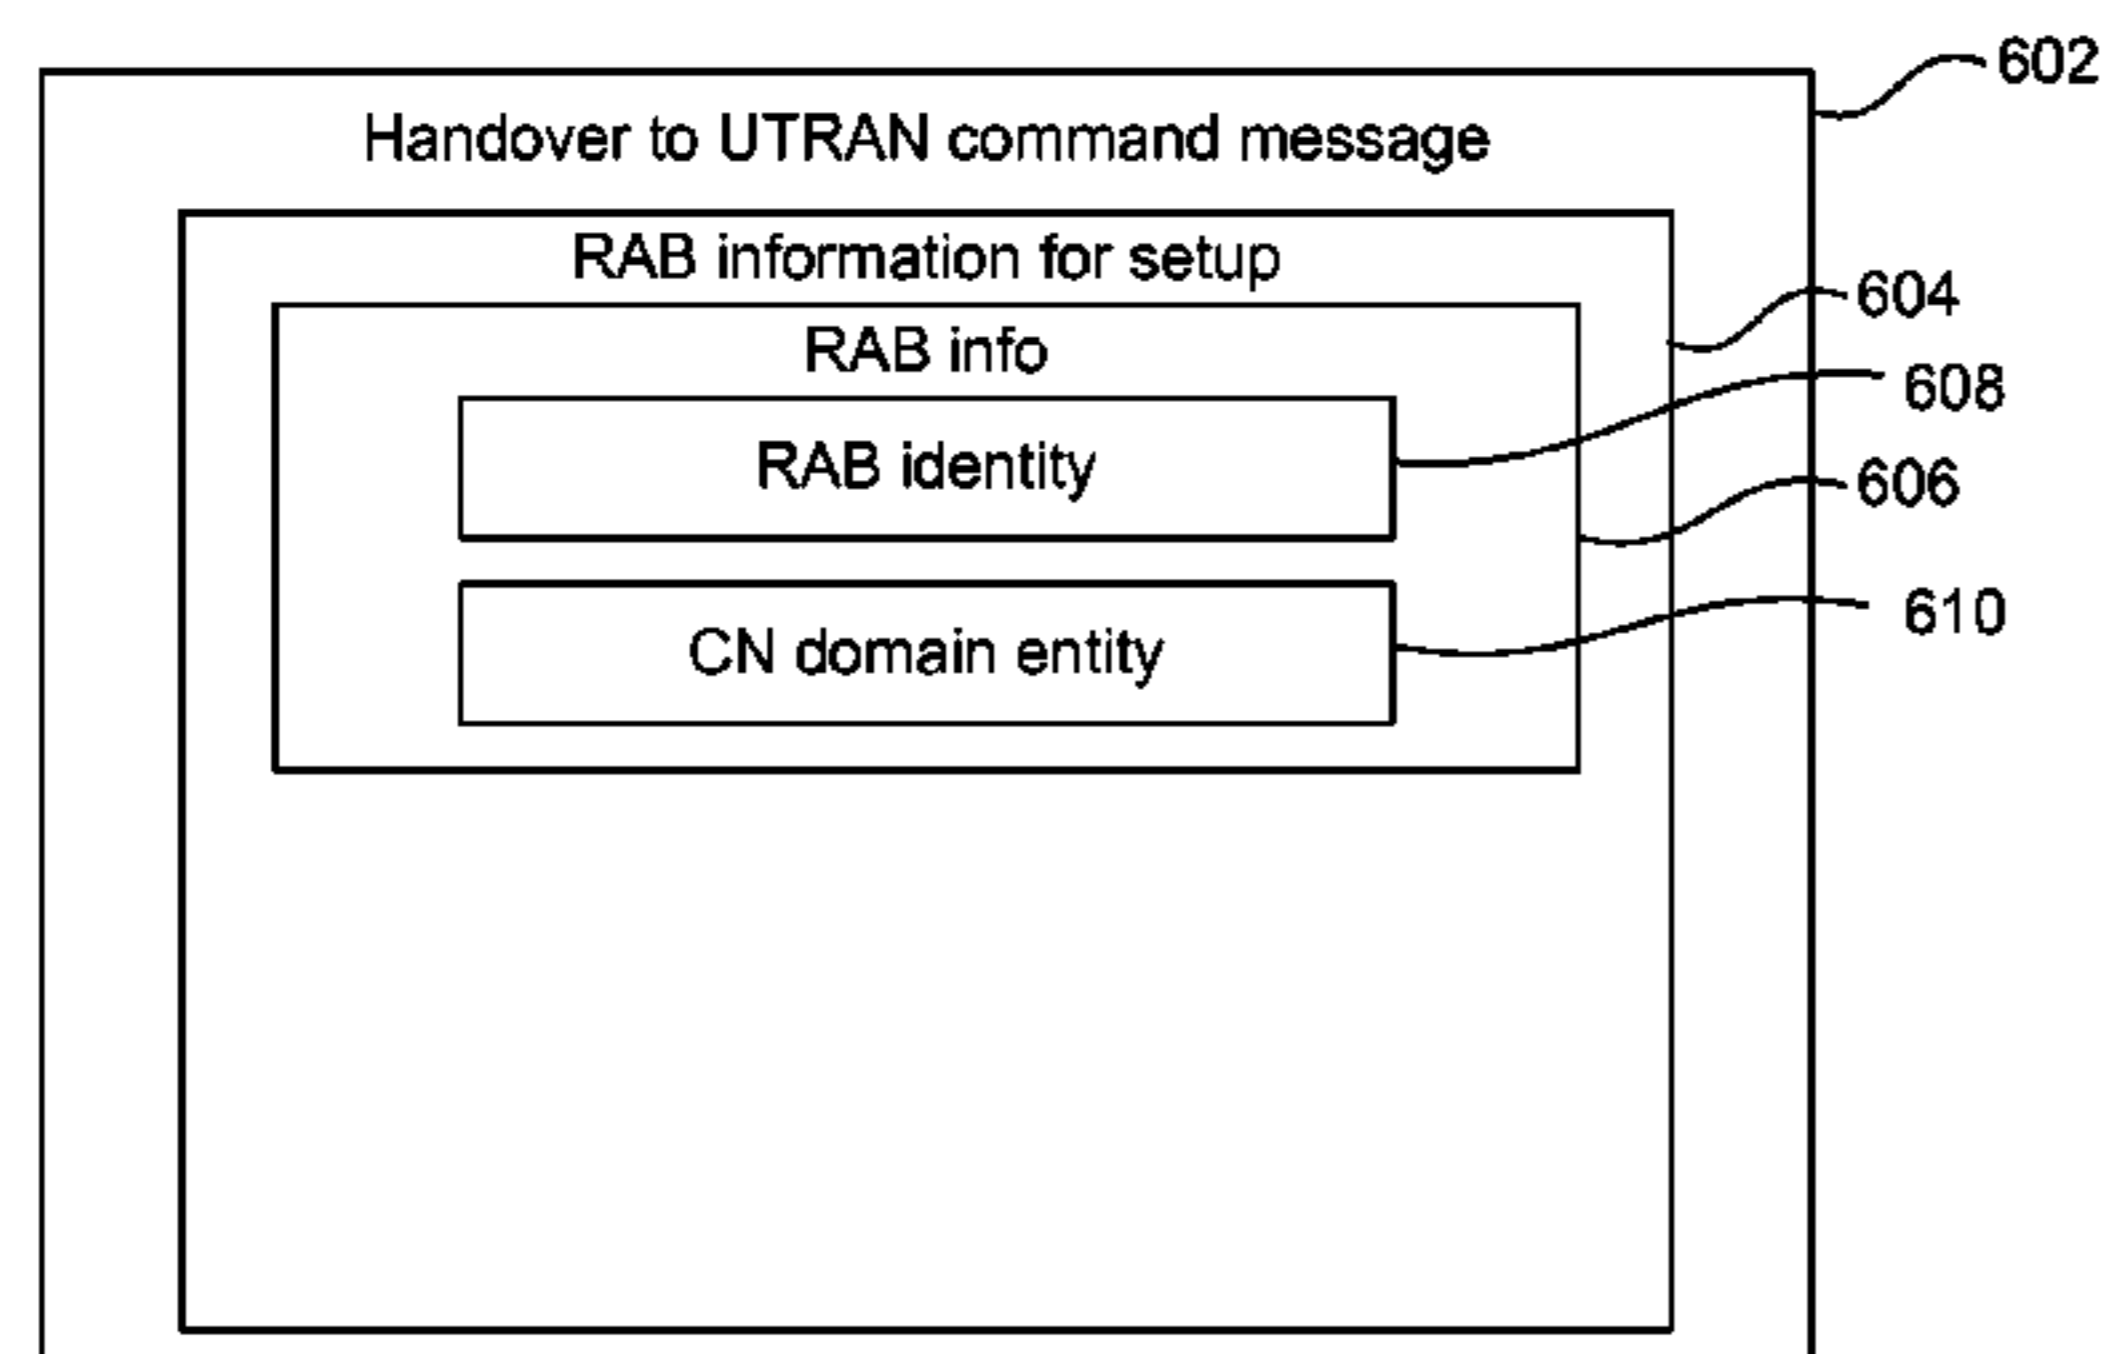 602
Handover to UTRAN command message
RAB information for setup
604
RAB info
608
RAB identity
606
610
CN domain entity